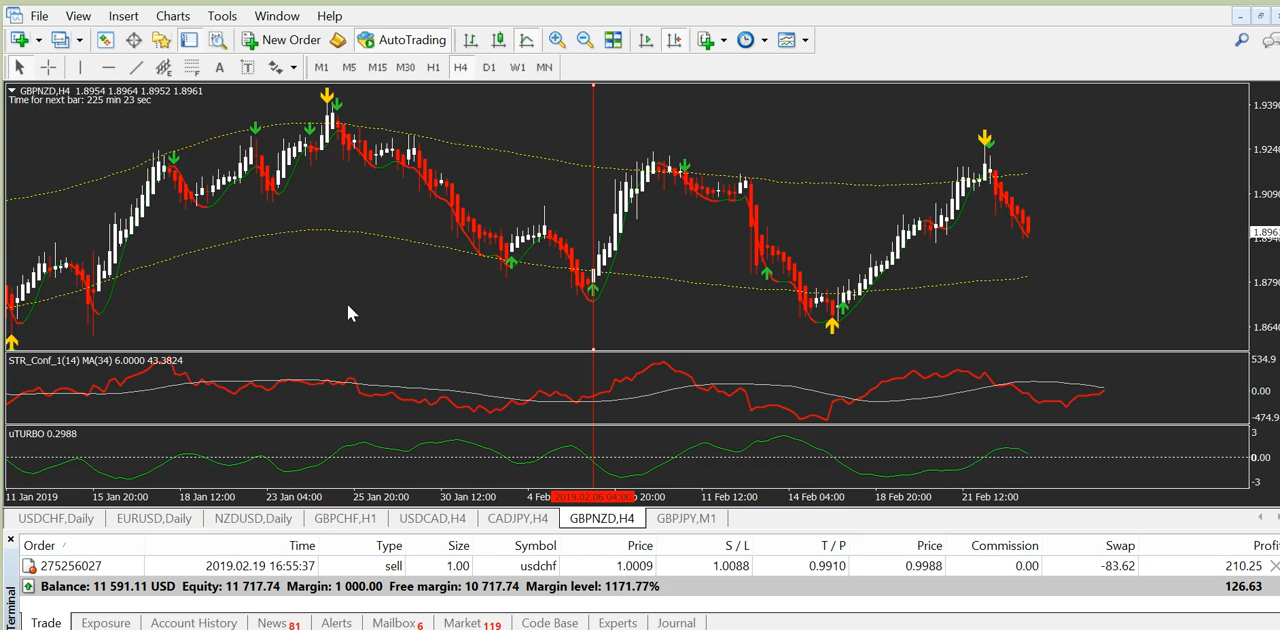 File View Insert Charts Tools Window Help
New Order AutoTrading
A T M1 M5 M15 M30 H1 H4 D1 W1 MN
GBPNZD,H4 1.8954 1.8964 1.8952 1.8961
Time for next bar: 225 min 23 sec
1.9390
1.9240
1.9090
1.8961
1.8940
1.8790
1.8640
STR_Conf_1(14) MA(34) 6.0000 43.3824
534.9
0.00
-474.9
uTURBO 0.2988
3
0.00
-3
11 Jan 2019 15 Jan 20:00 18 Jan 12:00 23 Jan 04:00 25 Jan 20:00 30 Jan 12:00 4 Feb 2019.02.06 04:00 20:00 11 Feb 12:00 14 Feb 04:00 18 Feb 20:00 21 Feb 12:00
USDCHF,Daily EURUSD,Daily NZDUSD,Daily GBPCHF,H1 USDCAD,H4 CADJPY,H4 GBPNZD,H4 GBPJPY,M1
Order / Time Type Size Symbol Price S / L T / P Price Commission Swap Profi
275256027 2019.02.19 16:55:37 sell 1.00 usdchf 1.0009 1.0088 0.9910 0.9988 0.00 -83.62 210.25
Balance: 11 591.11 USD Equity: 11 717.74 Margin: 1 000.00 Free margin: 10 717.74 Margin level: 1171.77% 126.63
Terminal
Trade Exposure Account History News 81 Alerts Mailbox 6 Market 119 Code Base Experts Journal